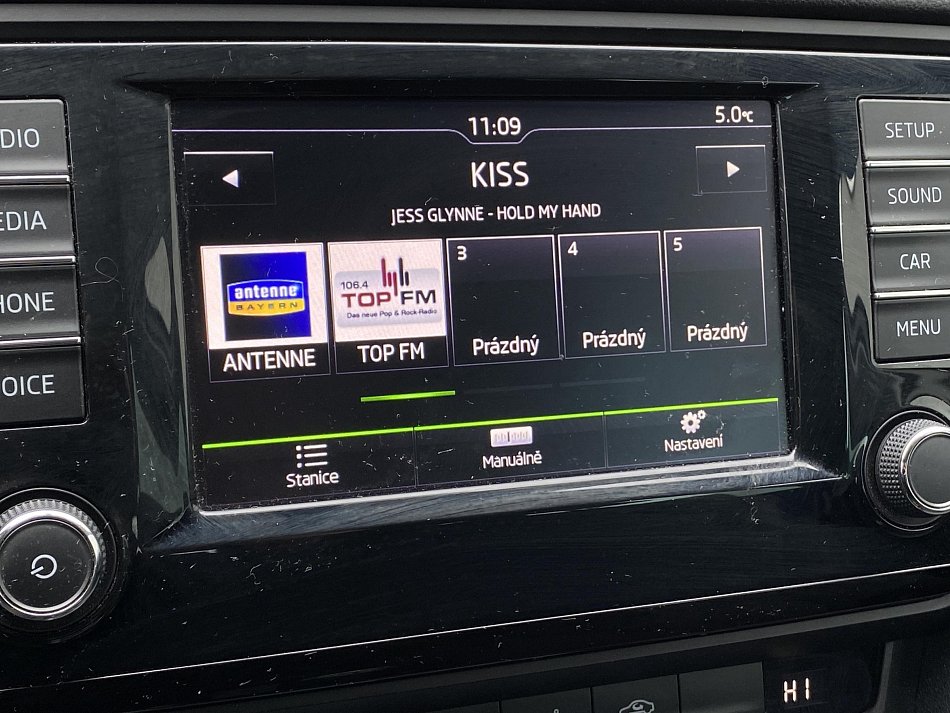 11:09
5.0°C
KISS
JESS GLYNNE - HOLD MY HAND
antenne
BAYERN
ANTENNE
106.4
TOP FM
Das neue Pop & Rock-Radio
TOP FM
3
Prázdný
4
Prázdný
5
Prázdný
Stanice
Manuálně
Nastavení
DIO
EDIA
HONE
OICE
SETUP
SOUND
CAR
MENU
HI